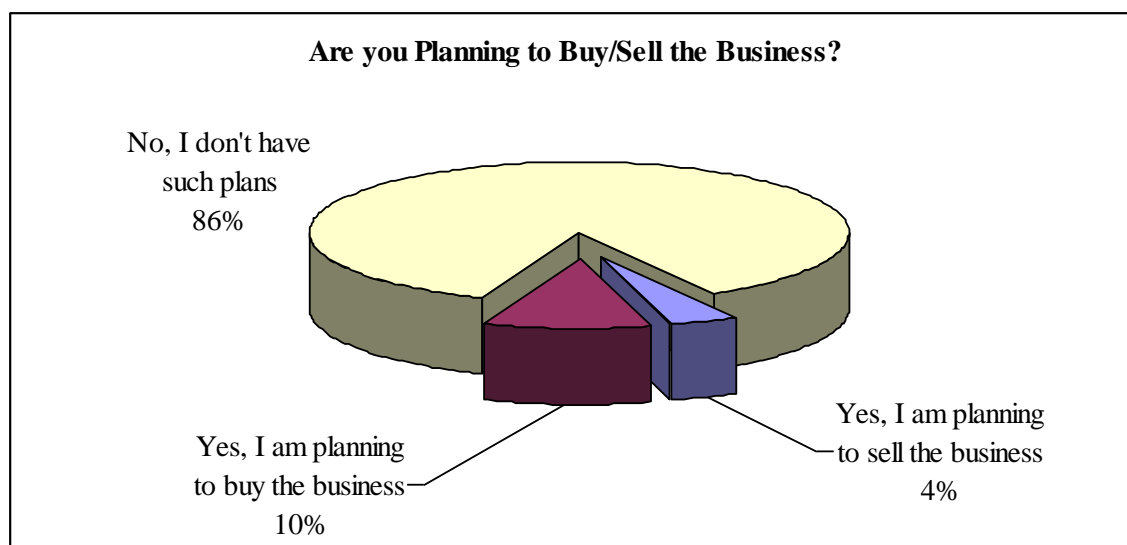 Are you Planning to Buy/Sell the Business?
No, I don't have
such plans
86%
Yes, I am planning
to buy the business
10%
Yes, I am planning
to sell the business
4%